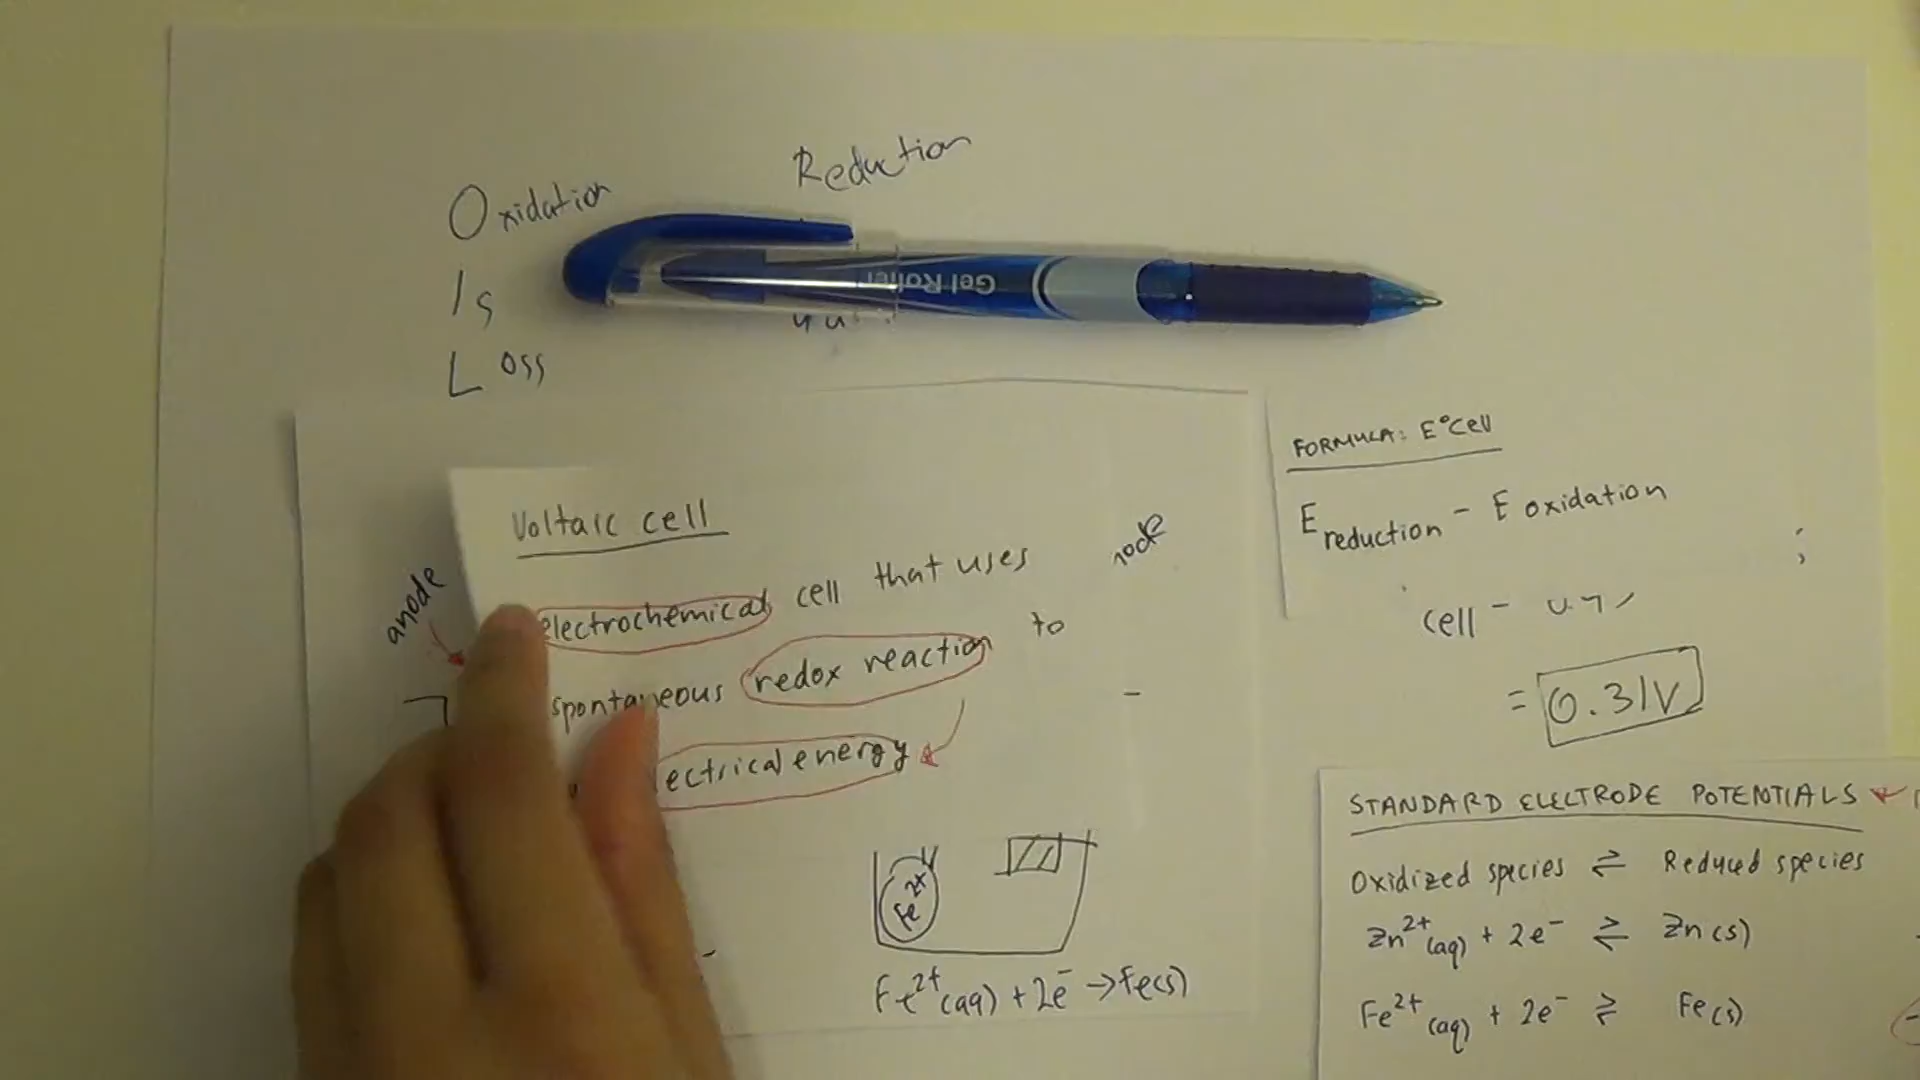 Reduction
Oxidation
Is
Loss
Gel Roller
FORMULA: E°cell
E reduction - E oxidation
cell -
= 0.31V
Voltaic cell
electrochemical cell that uses
spontaneous redox reaction to
electrical energy
anode
Fe2+
Fe2+(aq) + 2e- → Fe(s)
STANDARD ELECTRODE POTENTIALS
Oxidized species ⇌ Reduced species
Zn2+(aq) + 2e- ⇌ Zn(s)
Fe2+(aq) + 2e- ⇌ Fe(s)